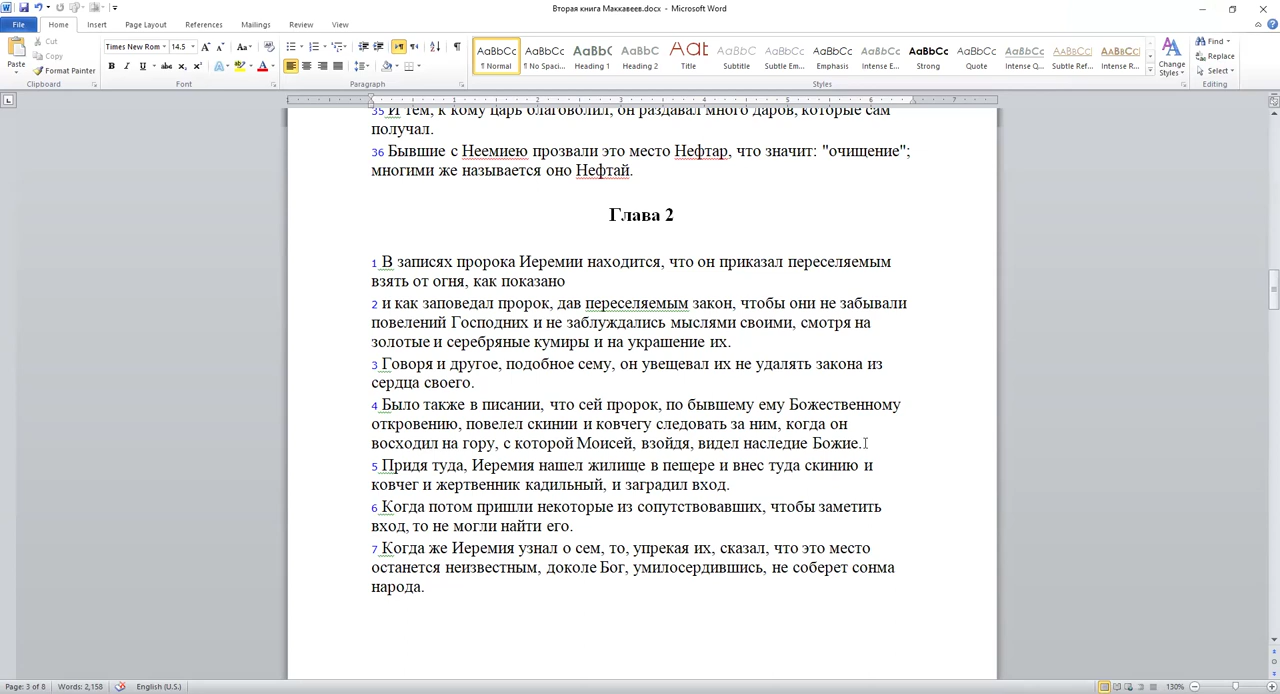 Вторая книга Маккавеев.docx - Microsoft Word
File Home Insert Page Layout References Mailings Review View
Paste Cut Copy Format Painter
Times New Rom 14.5
AaBbCc AaBbCc AaBbC AaBbCc AaBt AaBbCc AaBbCc AaBbCc AaBbCc AaBbCc AaBbCc AaBbCc AaBbCc AaBbCc
¶ Normal ¶ No Spaci... Heading 1 Heading 2 Title Subtitle Subtle Em... Emphasis Intense E... Strong Quote Intense Q... Subtle Ref... Intense R...
Change Styles
Find
Replace
Select
Clipboard Font Paragraph Styles Editing
35 И тем, к кому царь благоволил, он раздавал много даров, которые сам
получал.
36 Бывшие с Неемиею прозвали это место Нефтар, что значит: "очищение";
многими же называется оно Нефтай.
Глава 2
1 В записях пророка Иеремии находится, что он приказал переселяемым
взять от огня, как показано
2 и как заповедал пророк, дав переселяемым закон, чтобы они не забывали
повелений Господних и не заблуждались мыслями своими, смотря на
золотые и серебряные кумиры и на украшение их.
3 Говоря и другое, подобное сему, он увещевал их не удалять закона из
сердца своего.
4 Было также в писании, что сей пророк, по бывшему ему Божественному
откровению, повелел скинии и ковчегу следовать за ним, когда он
восходил на гору, с которой Моисей, взойдя, видел наследие Божие.
5 Придя туда, Иеремия нашел жилище в пещере и внес туда скинию и
ковчег и жертвенник кадильный, и заградил вход.
6 Когда потом пришли некоторые из сопутствовавших, чтобы заметить
вход, то не могли найти его.
7 Когда же Иеремия узнал о сем, то, упрекая их, сказал, что это место
останется неизвестным, доколе Бог, умилосердившись, не соберет сонма
народа.
Page: 3 of 8 Words: 2,158 English (U.S.) 130%